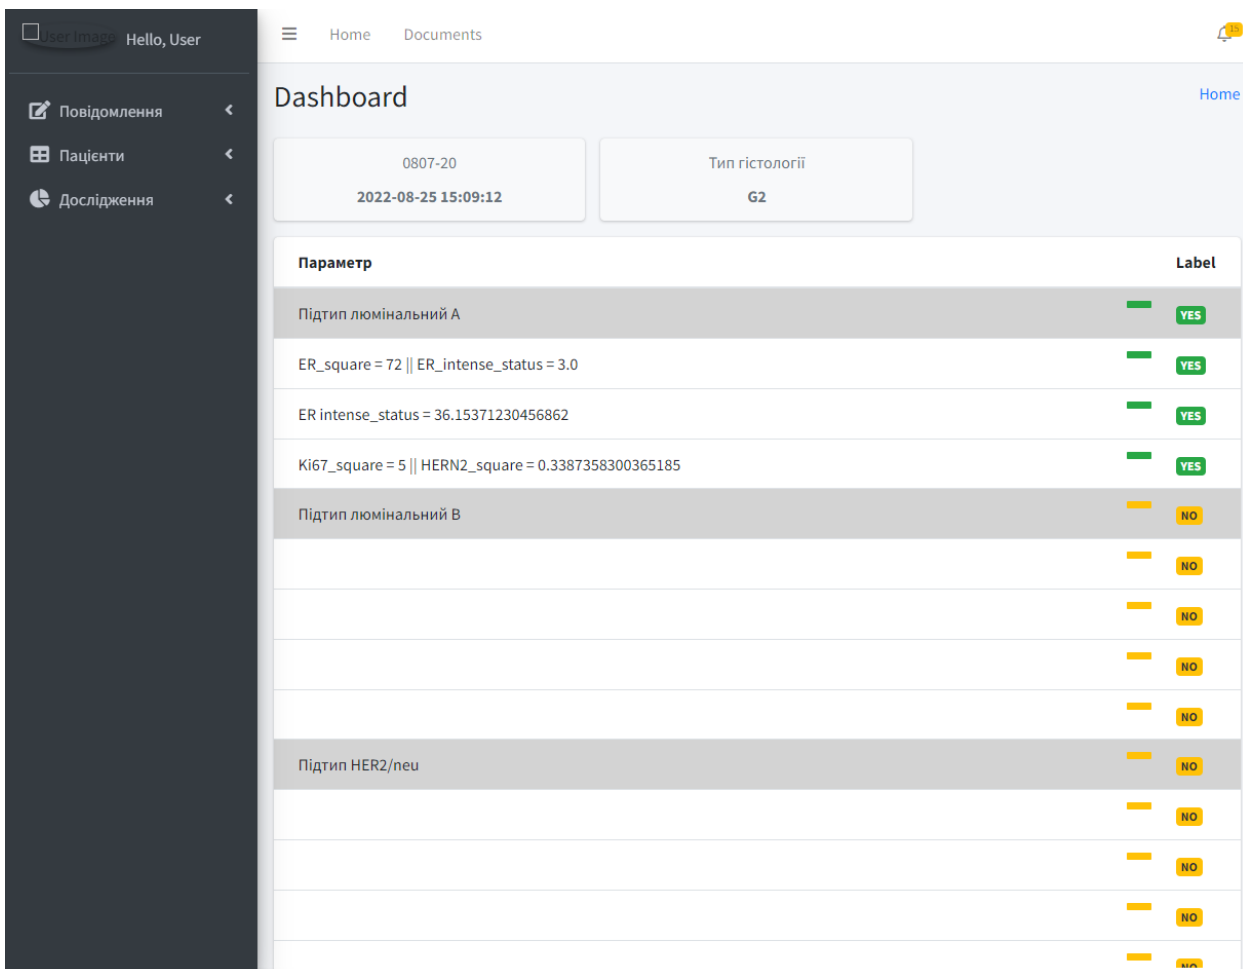 User Image Hello, User
Home Documents
15
Повідомлення
Пацієнти
Дослідження
Dashboard
Home
0807-20
2022-08-25 15:09:12
Тип гістології
G2
Параметр Label
Підтип люмінальний A YES
ER_square = 72 || ER_intense_status = 3.0 YES
ER intense_status = 36.15371230456862 YES
Ki67_square = 5 || HERN2_square = 0.3387358300365185 YES
Підтип люмінальний B NO
NO
NO
NO
NO
Підтип HER2/neu NO
NO
NO
NO
NO